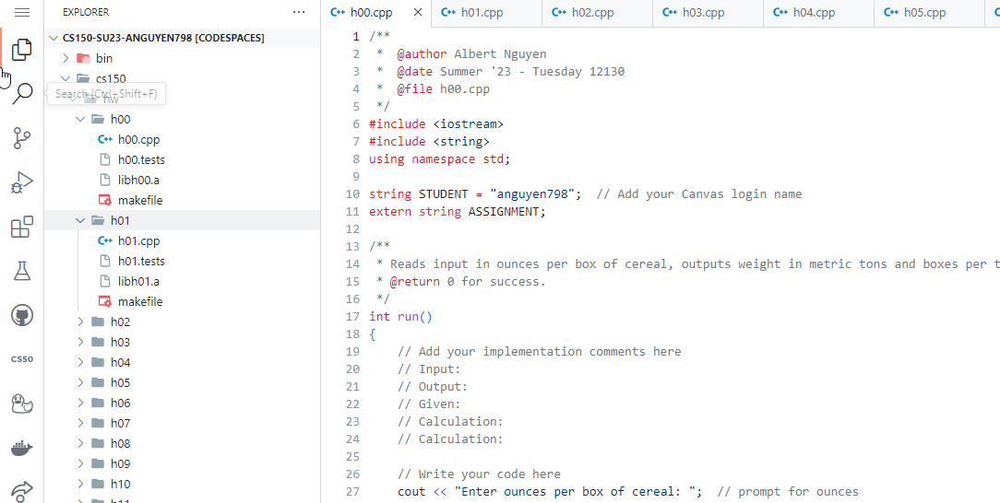 EXPLORER
CS150-SU23-ANGUYEN798 [CODESPACES]
bin
cs150
Search (Ctrl+Shift+F)
hw
h00
h00.cpp
h00.tests
libh00.a
makefile
h01
h01.cpp
h01.tests
libh01.a
makefile
h02
h03
h04
h05
h06
h07
h08
h09
h10
h11
CSSO
h00.cpp h01.cpp h02.cpp h03.cpp h04.cpp h05.cpp
1 /**
2 * @author Albert Nguyen
3 * @date Summer '23 - Tuesday 12130
4 * @file h00.cpp
5 */
6 #include <iostream>
7 #include <string>
8 using namespace std;
9
10 string STUDENT = "anguyen798"; // Add your Canvas login name
11 extern string ASSIGNMENT;
12
13 /**
14 * Reads input in ounces per box of cereal, outputs weight in metric tons and boxes per t
15 * @return 0 for success.
16 */
17 int run()
18 {
19 // Add your implementation comments here
20 // Input:
21 // Output:
22 // Given:
23 // Calculation:
24 // Calculation:
25
26 // Write your code here
27 cout << "Enter ounces per box of cereal: "; // prompt for ounces